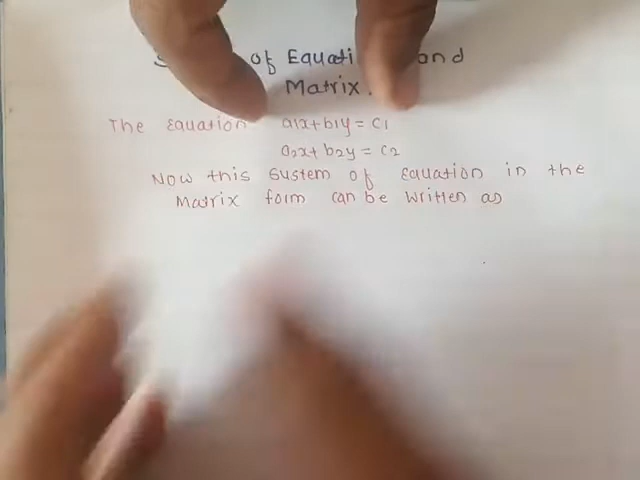 of Equati and
Matrix.
The Equation a1x+b1y = c1
a2x+ b2y = c2
Now this System of Equation in the
Matrix form can be written as